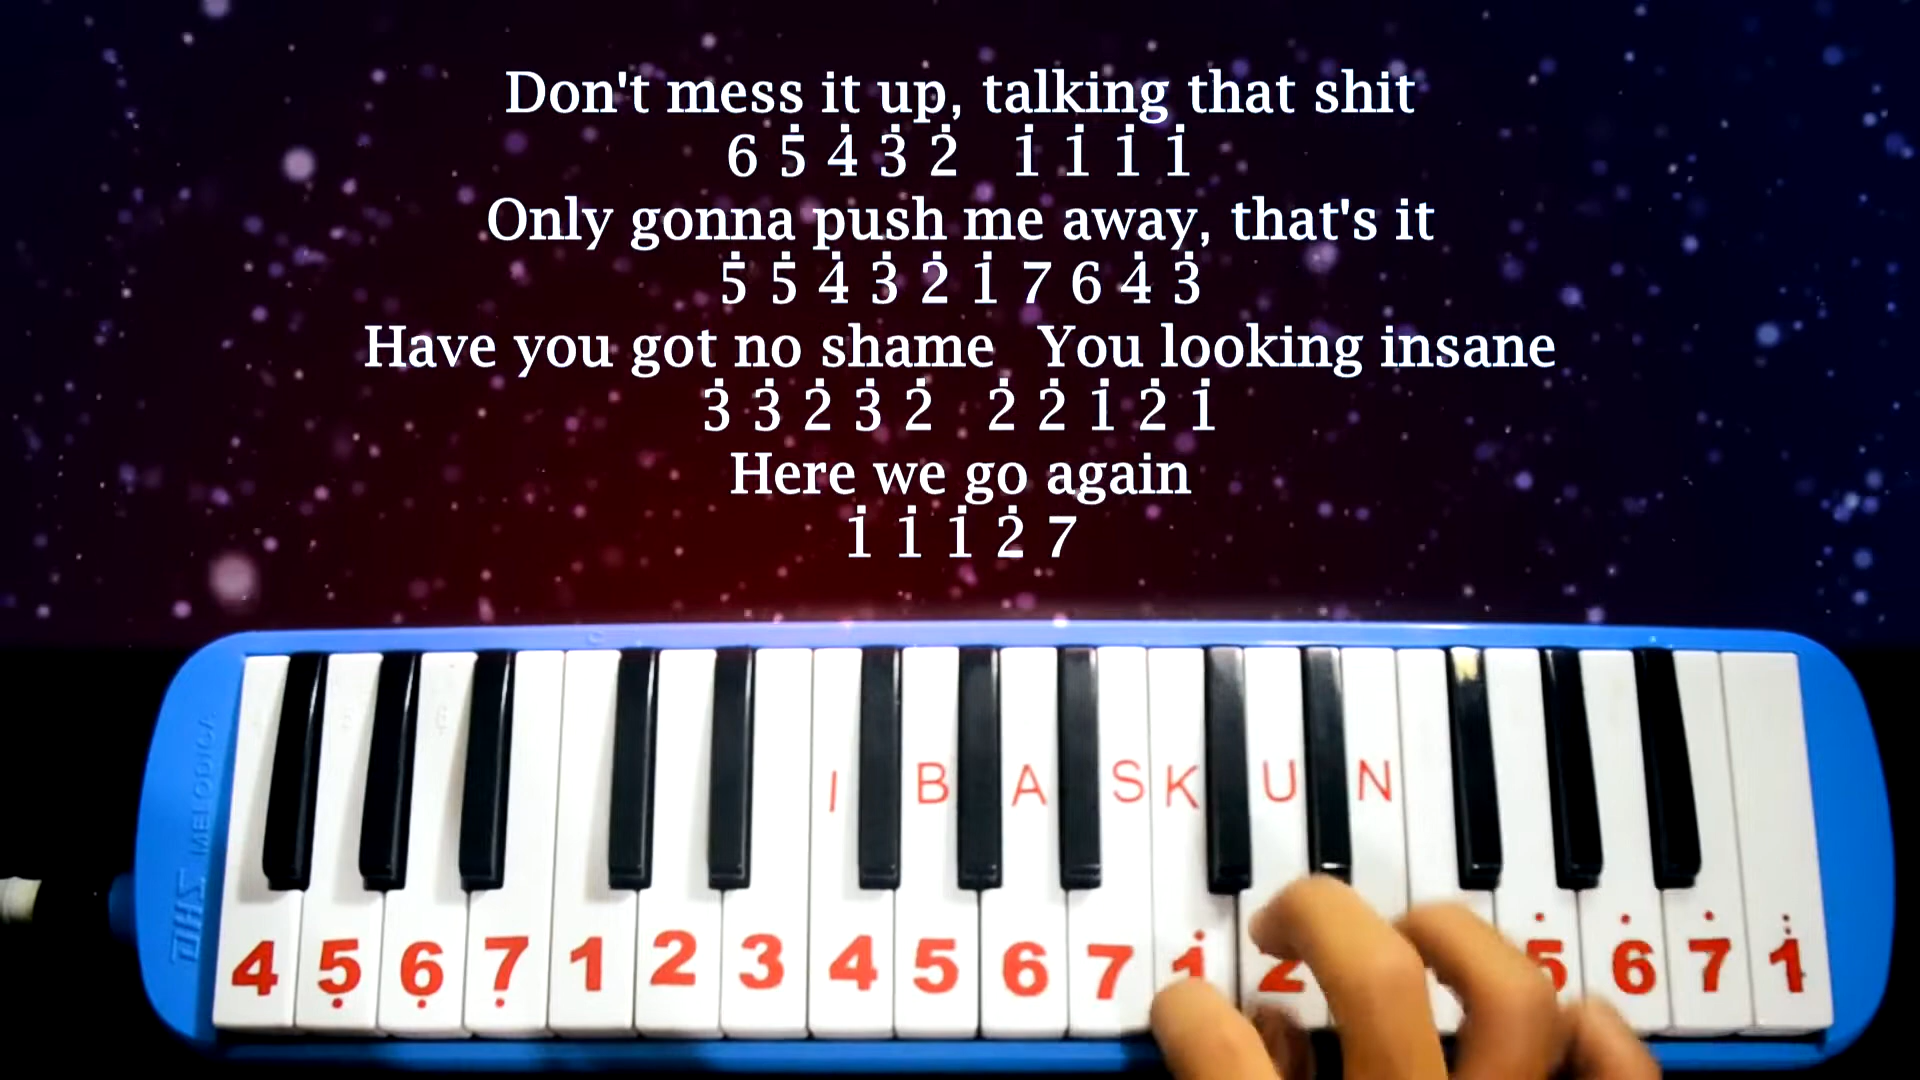 Don't mess it up, talking that shit
6 5̇ 4̇ 3̇ 2̇ 1̇ 1̇ 1̇ 1̇
Only gonna push me away, that's it
5̇ 5̇ 4̇ 3̇ 2̇ 1̇ 7 6 4̇ 3̇
Have you got no shame You looking insane
3̇ 3̇ 2̇ 3̇ 2̇ 2̇ 2̇ 1̇ 2̇ 1̇
Here we go again
1̇ 1̇ 1̇ 2̇ 7
I B A S K U N
MELODICA
4 5̣ 6̣ 7̣ 1 2 3 4 5 6 7 1̇ 2 5̇ 6̇ 7̇ 1̈